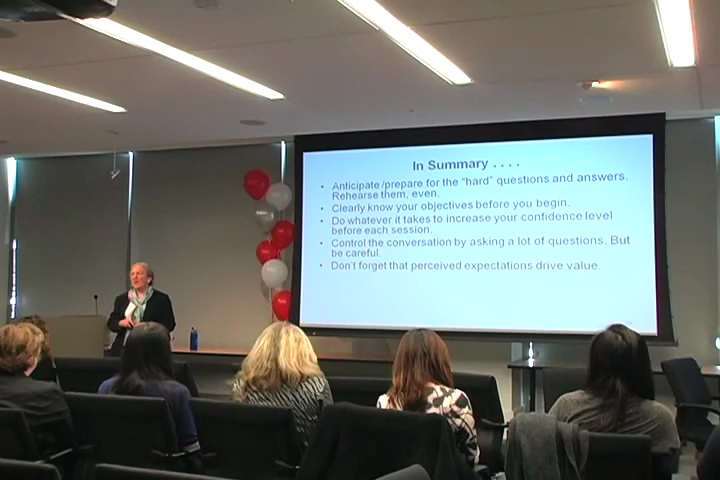 In Summary . . . .
• Anticipate/prepare for the "hard" questions and answers.
Rehearse them, even.
• Clearly know your objectives before you begin.
• Do whatever it takes to increase your confidence level
before each session.
• Control the conversation by asking a lot of questions. But
be careful.
• Don't forget that perceived expectations drive value.